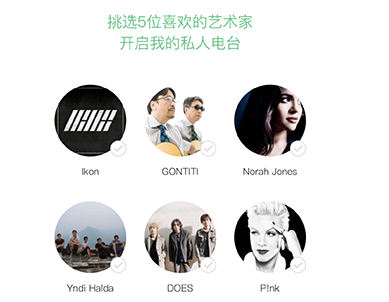 挑选5位喜欢的艺术家
开启我的私人电台
Ikon
GONTITI
Norah Jones
Yndi Halda
DOES
P!nk